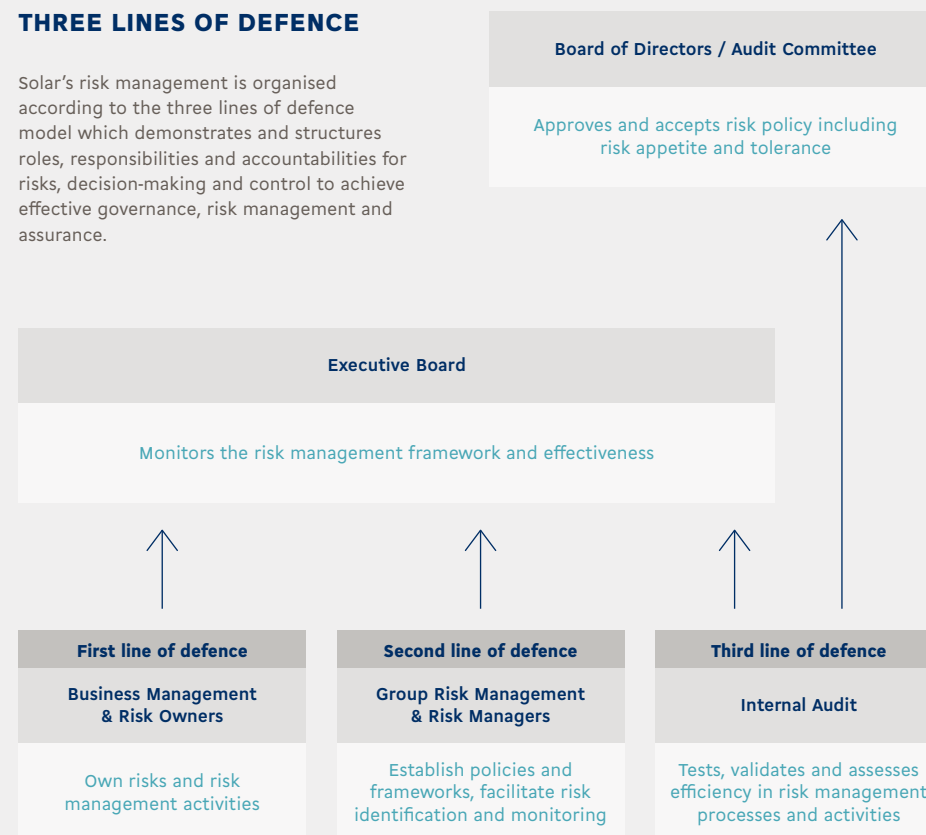 THREE LINES OF DEFENCE
Solar’s risk management is organised
according to the three lines of defence
model which demonstrates and structures
roles, responsibilities and accountabilities for
risks, decision-making and control to achieve
effective governance, risk management and
assurance.
Board of Directors / Audit Committee
Approves and accepts risk policy including
risk appetite and tolerance
Executive Board
Monitors the risk management framework and effectiveness
First line of defence
Business Management
& Risk Owners
Own risks and risk
management activities
Second line of defence
Group Risk Management
& Risk Managers
Establish policies and
frameworks, facilitate risk
identification and monitoring
Third line of defence
Internal Audit
Tests, validates and assesses
efficiency in risk management
processes and activities